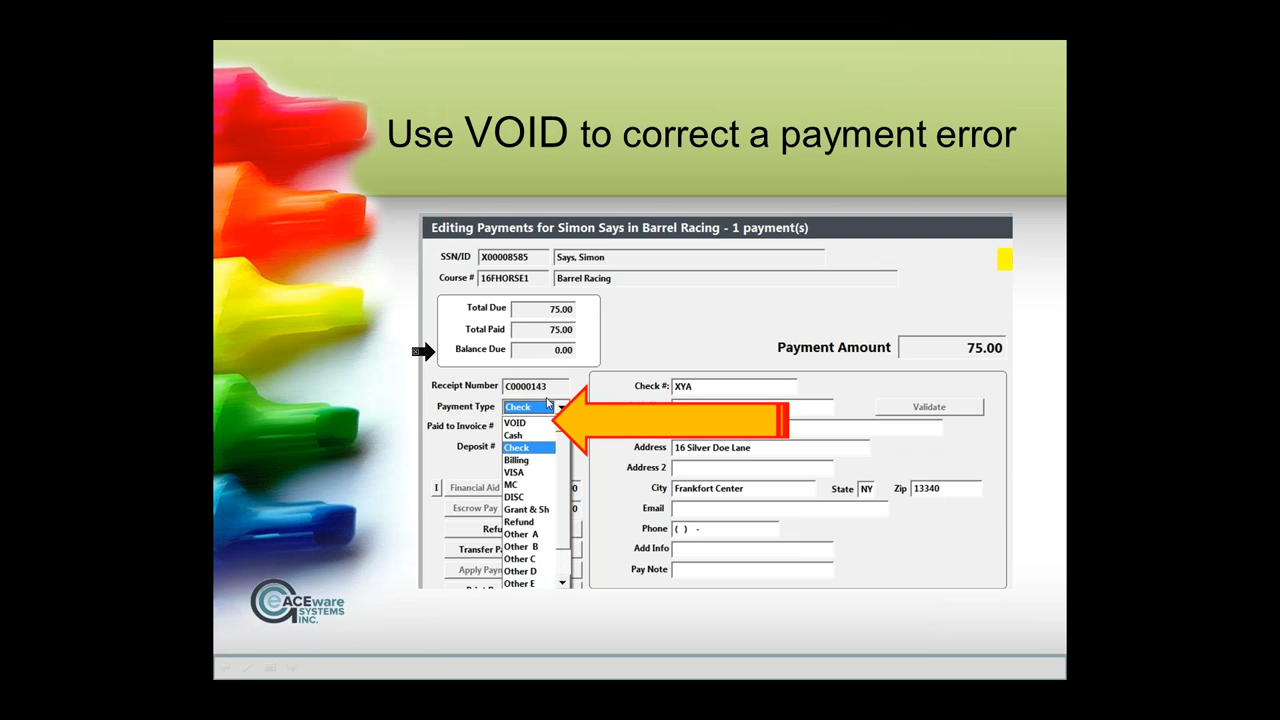 Use VOID to correct a payment error
Editing Payments for Simon Says in Barrel Racing - 1 payment(s)
SSN/ID X00008585 Says, Simon
Course # 16FHORSE1 Barrel Racing
Total Due 75.00
Total Paid 75.00
Balance Due 0.00
Payment Amount 75.00
Receipt Number C0000143
Check #: XYA
Payment Type Check
Validate
Paid to Invoice #
Deposit #
VOID
Cash
Check
Billing
VISA
MC
DISC
Grant & Sh
Refund
Other A
Other B
Other C
Other D
Other E
I Financial Aid 0
Escrow Pay 0
Refu
Transfer Pa
Apply Paym
Address 16 Silver Doe Lane
Address 2
City Frankfort Center State NY Zip 13340
Email
Phone ( ) -
Add Info
Pay Note
eACEware
SYSTEMS
INC.